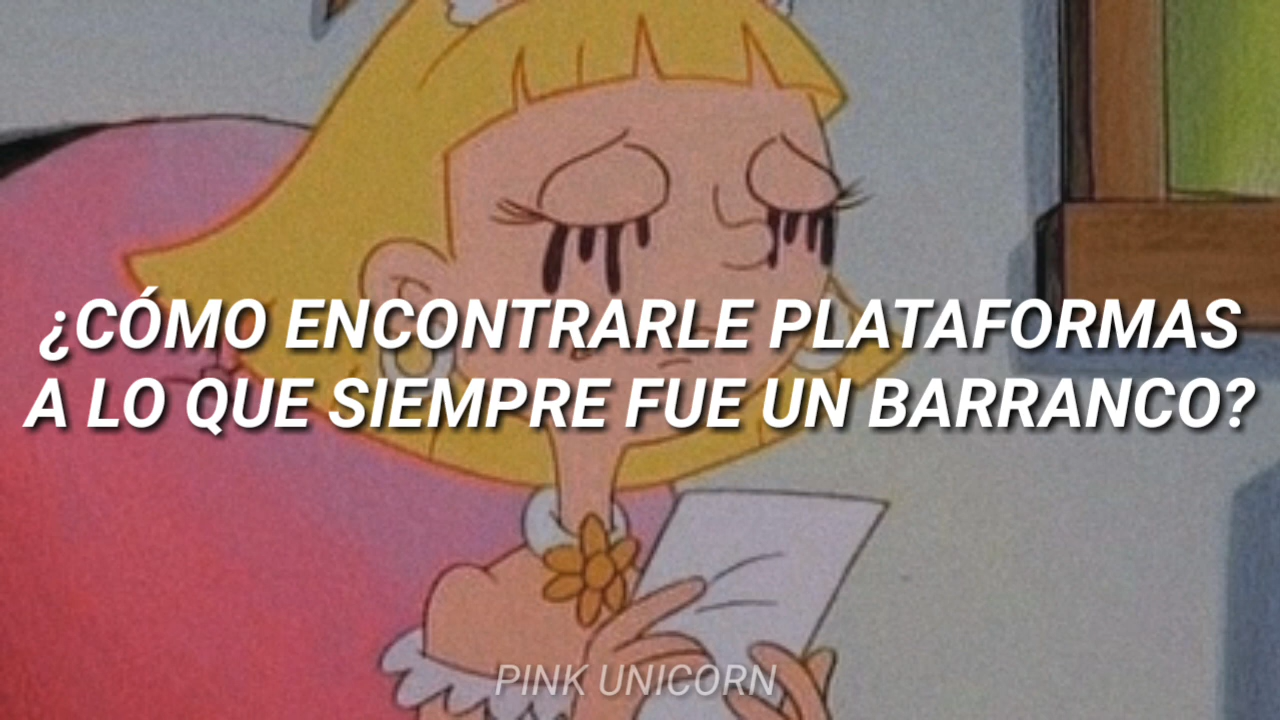 ¿CÓMO ENCONTRARLE PLATAFORMAS
A LO QUE SIEMPRE FUE UN BARRANCO?
PINK UNICORN